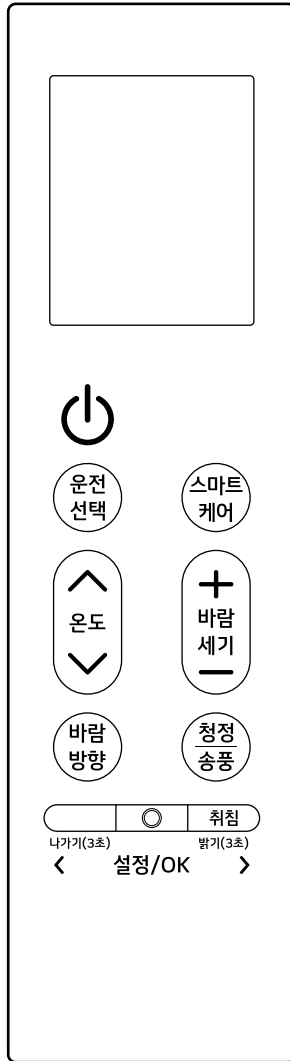 운전
선택
스마트
케어
온도
바람
세기
바람
방향
청정
송풍
취침
나가기(3초)
밝기(3초)
설정/OK